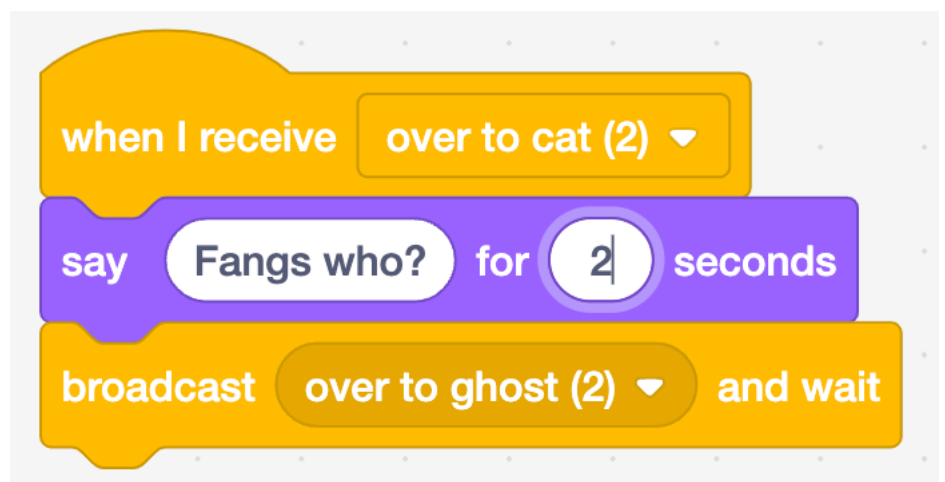 when I receive over to cat (2)
say Fangs who? for 2 seconds
broadcast over to ghost (2) and wait